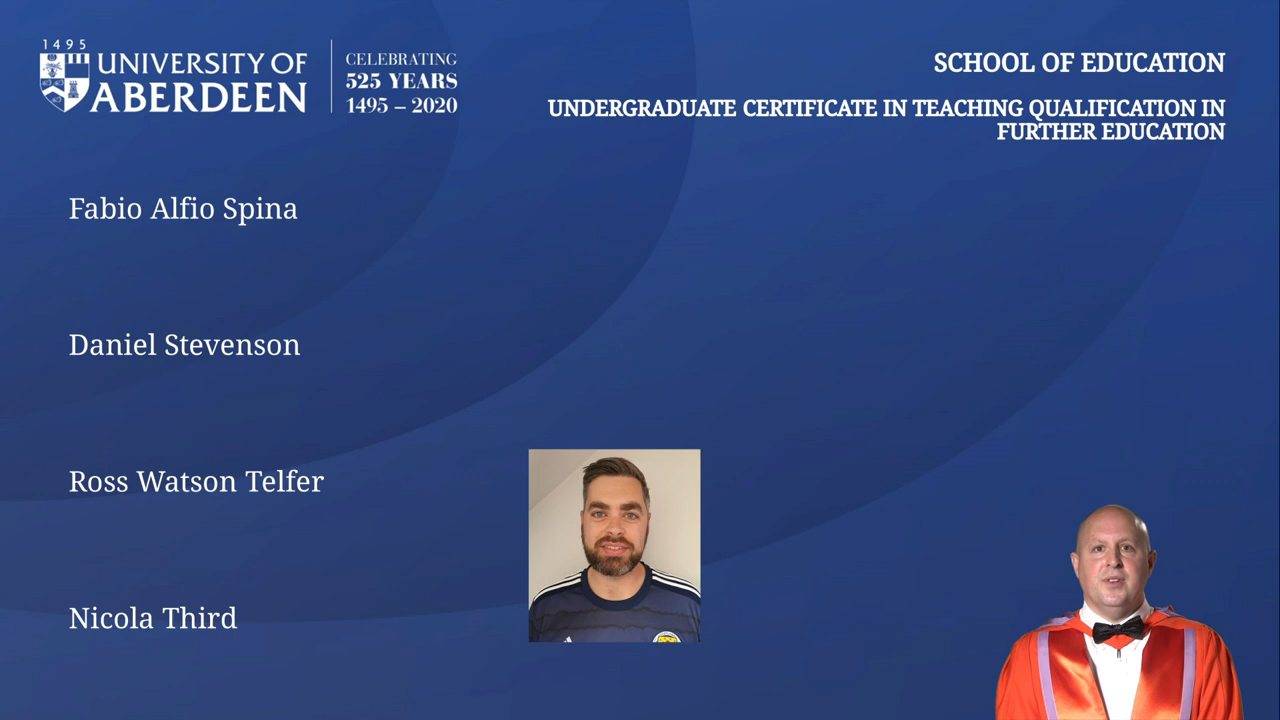 1495
UNIVERSITY OF
ABERDEEN
CELEBRATING
525 YEARS
1495 – 2020
SCHOOL OF EDUCATION
UNDERGRADUATE CERTIFICATE IN TEACHING QUALIFICATION IN
FURTHER EDUCATION
Fabio Alfio Spina
Daniel Stevenson
Ross Watson Telfer
Nicola Third